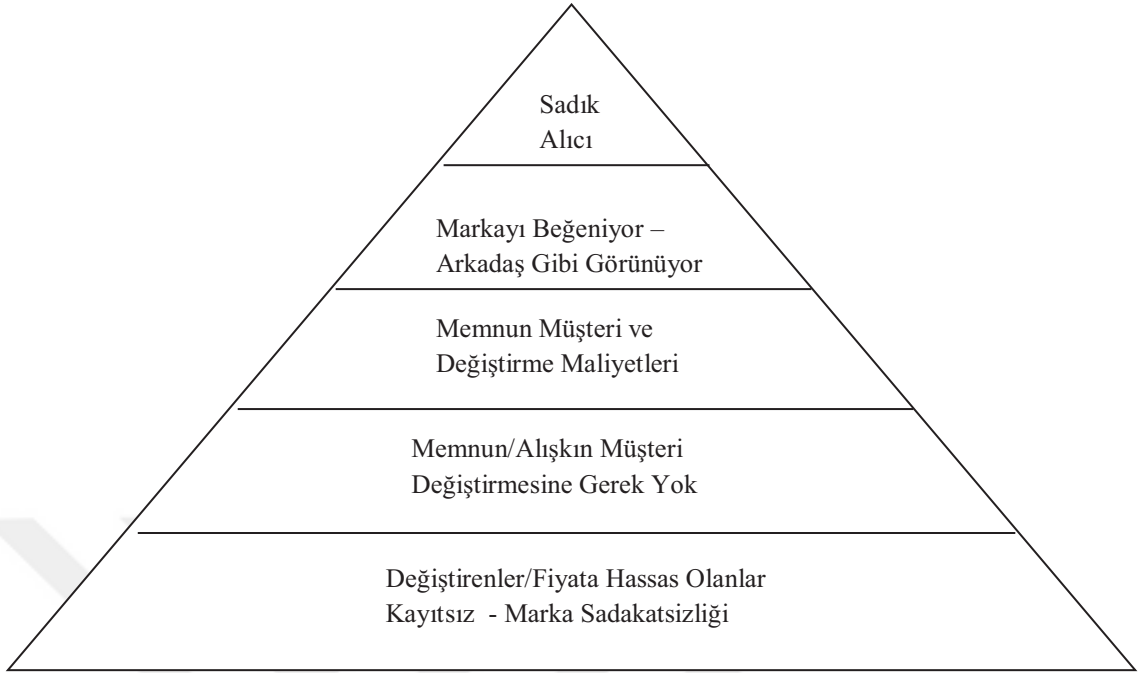 Sadık
Alıcı
Markayı Beğeniyor –
Arkadaş Gibi Görünüyor
Memnun Müşteri ve
Değiştirme Maliyetleri
Memnun/Alışkın Müşteri
Değiştirmesine Gerek Yok
Değiştirenler/Fiyata Hassas Olanlar
Kayıtsız - Marka Sadakatsizliği